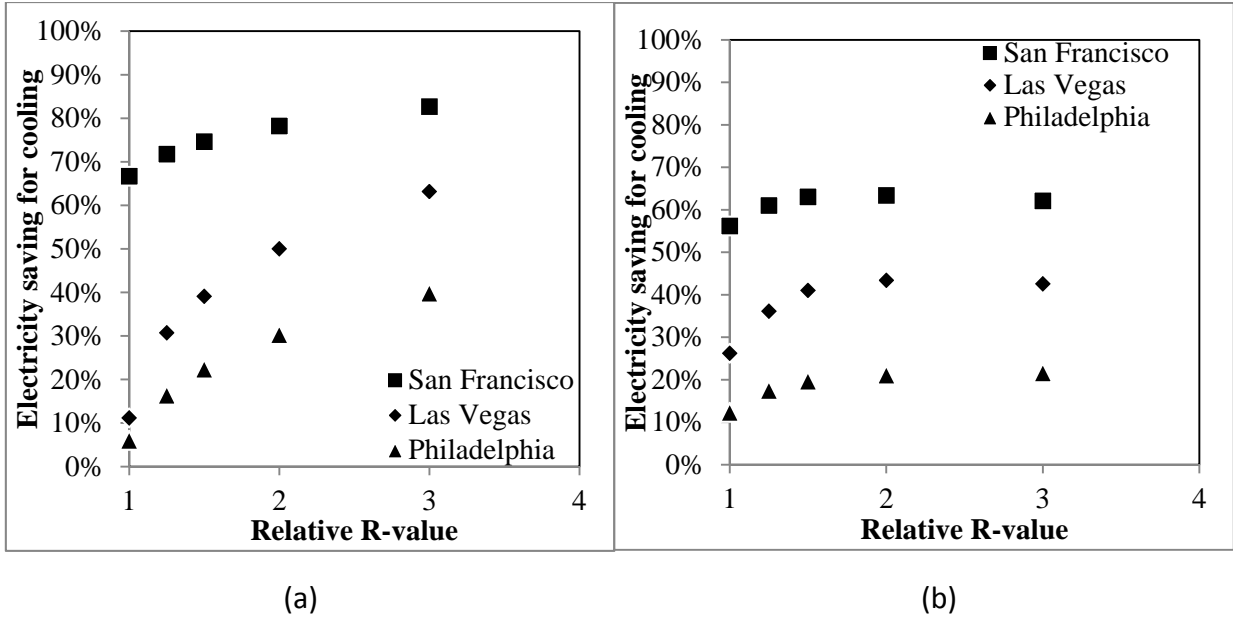 Electricity saving for cooling
100%
90%
80%
70%
60%
50%
40%
30%
20%
10%
0%
San Francisco
Las Vegas
Philadelphia
1 2 3 4
Relative R-value
(a)
Electricity saving for cooling
100%
90%
80%
70%
60%
50%
40%
30%
20%
10%
0%
San Francisco
Las Vegas
Philadelphia
1 2 3 4
Relative R-value
(b)